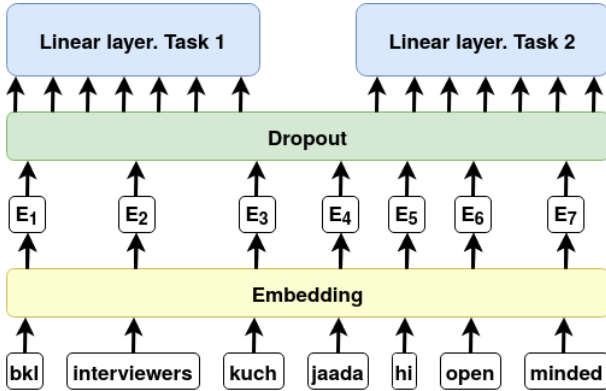 Linear layer. Task 1 Linear layer. Task 2
Dropout
E1 E2 E3 E4 E5 E6 E7
Embedding
bkl interviewers kuch jaada hi open minded